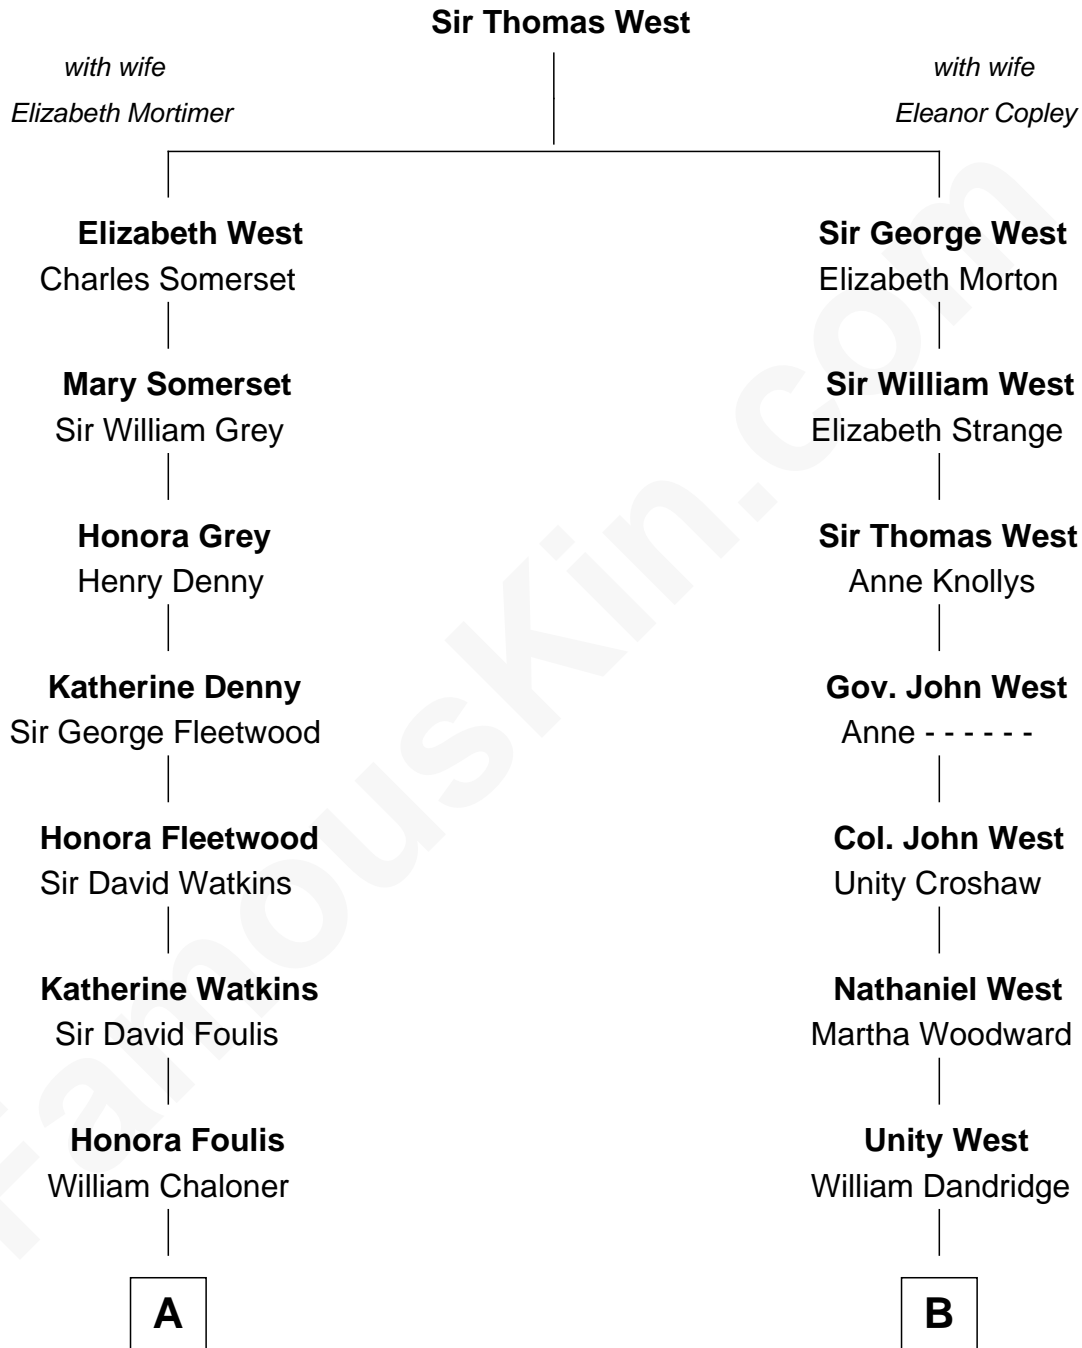 Sir Thomas West
with wife
Elizabeth Mortimer
with wife
Eleanor Copley
Elizabeth West
Charles Somerset
Sir George West
Elizabeth Morton
Mary Somerset
Sir William Grey
Sir William West
Elizabeth Strange
Honora Grey
Henry Denny
Sir Thomas West
Anne Knollys
Katherine Denny
Sir George Fleetwood
Gov. John West
Anne - - - - - -
Honora Fleetwood
Sir David Watkins
Col. John West
Unity Croshaw
Katherine Watkins
Sir David Foulis
Nathaniel West
Martha Woodward
Honora Foulis
William Chaloner
Unity West
William Dandridge
A
B
FamousKin.com